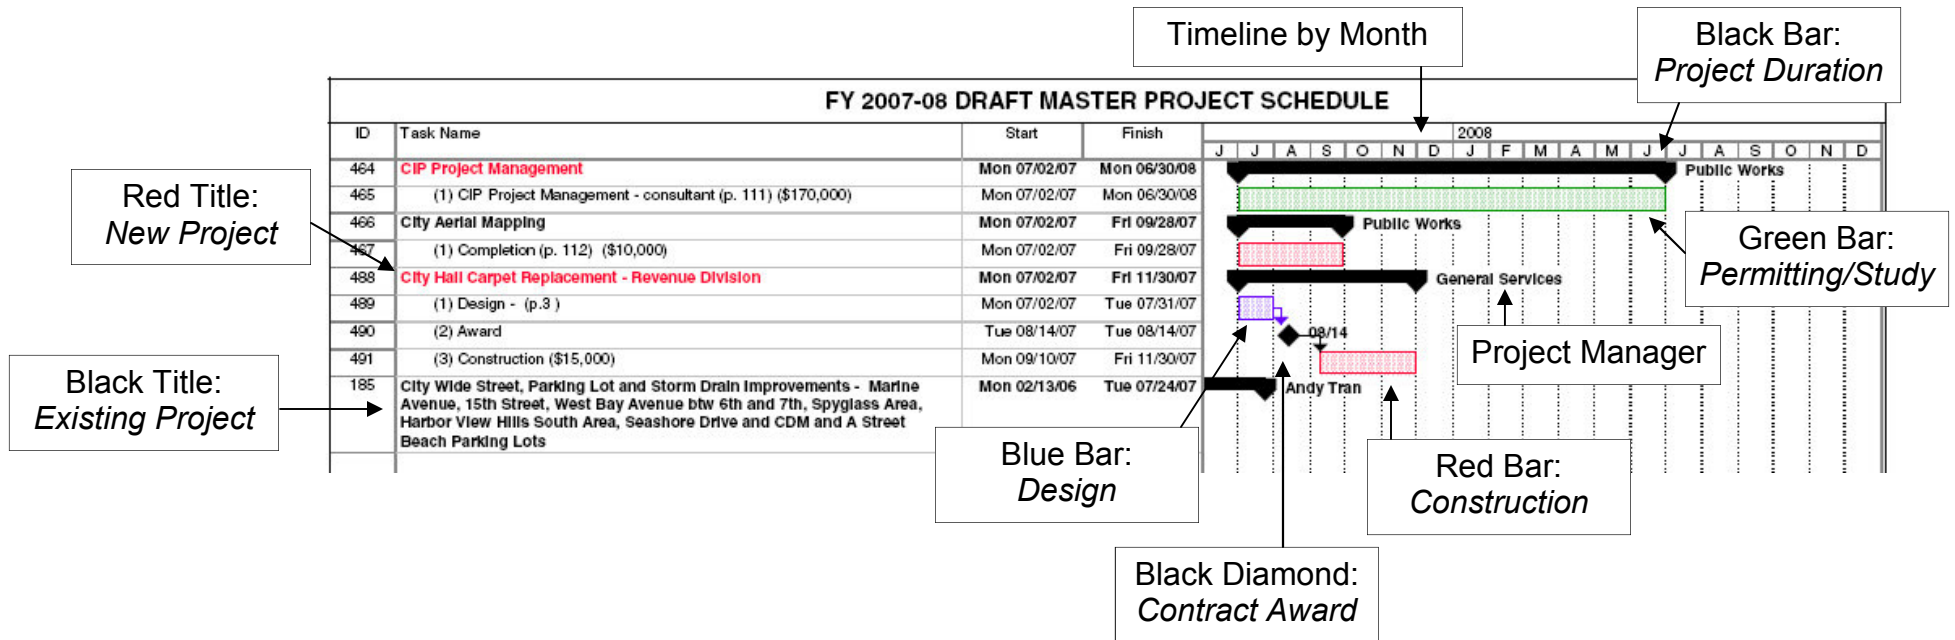 Timeline by Month
Black Bar:
Project Duration
FY 2007-08 DRAFT MASTER PROJECT SCHEDULE
ID Task Name Start Finish 2008
J J A S O N D J F M A M J J A S O N D
464 CIP Project Management Mon 07/02/07 Mon 06/30/08 Public Works
465 (1) CIP Project Management - consultant (p. 111) ($170,000) Mon 07/02/07 Mon 06/30/08
466 City Aerial Mapping Mon 07/02/07 Fri 09/28/07 Public Works
467 (1) Completion (p. 112) ($10,000) Mon 07/02/07 Fri 09/28/07
488 City Hall Carpet Replacement - Revenue Division Mon 07/02/07 Fri 11/30/07 General Services
489 (1) Design - (p.3 ) Mon 07/02/07 Tue 07/31/07
490 (2) Award Tue 08/14/07 Tue 08/14/07 08/14
491 (3) Construction ($15,000) Mon 09/10/07 Fri 11/30/07
185 City Wide Street, Parking Lot and Storm Drain Improvements - Marine Mon 02/13/06 Tue 07/24/07 Andy Tran
Avenue, 15th Street, West Bay Avenue btw 6th and 7th, Spyglass Area,
Harbor View Hills South Area, Seashore Drive and CDM and A Street
Beach Parking Lots
Red Title:
New Project
Green Bar:
Permitting/Study
Project Manager
Black Title:
Existing Project
Blue Bar:
Design
Red Bar:
Construction
Black Diamond:
Contract Award